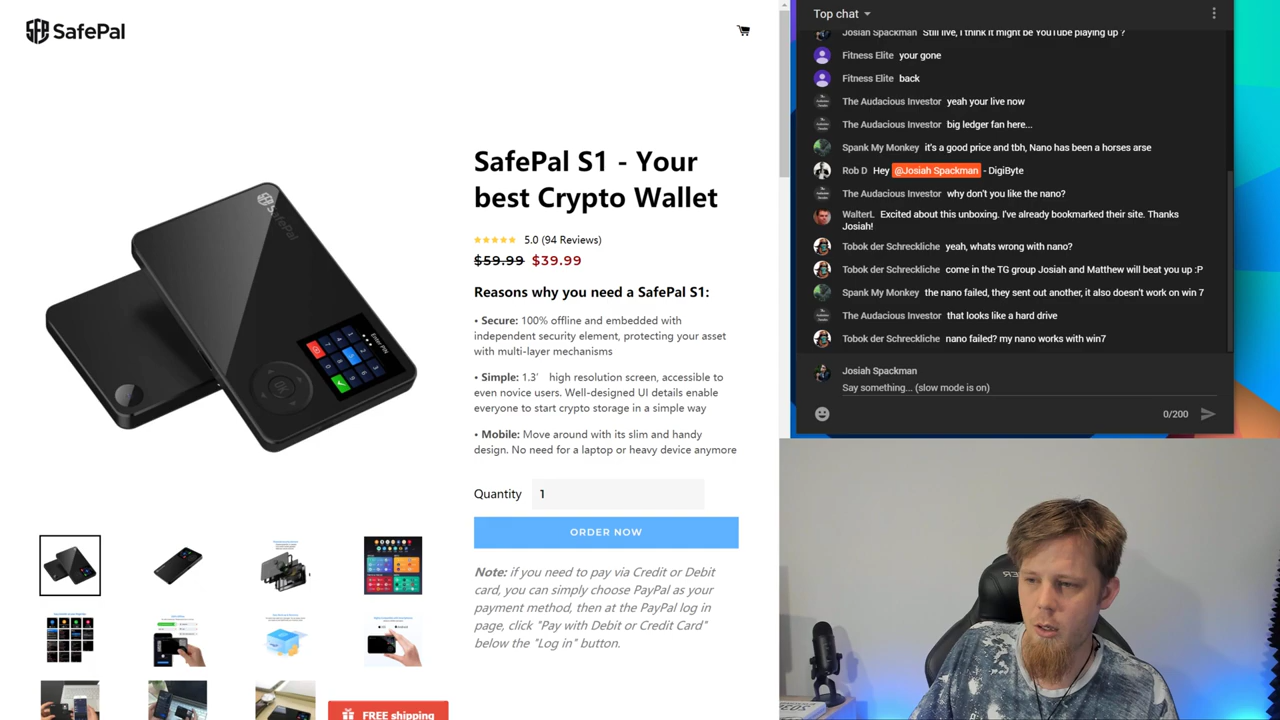 SFP SafePal
SafePal
Enter PIN
SafePal S1 - Your
best Crypto Wallet
5.0 (94 Reviews)
$59.99 $39.99
Reasons why you need a SafePal S1:
• Secure: 100% offline and embedded with
independent security element, protecting your asset
with multi-layer mechanisms
• Simple: 1.3' high resolution screen, accessible to
even novice users. Well-designed UI details enable
everyone to start crypto storage in a simple way
• Mobile: Move around with its slim and handy
design. No need for a laptop or heavy device anymore
Quantity 1
ORDER NOW
Note: if you need to pay via Credit or Debit
card, you can simply choose PayPal as your
payment method, then at the PayPal log in
page, click "Pay with Debit or Credit Card"
below the "Log in" button.
FREE shipping
Top chat
Josiah Spackman Still live, I think it might be YouTube playing up ?
Fitness Elite your gone
Fitness Elite back
The Audacious Investor yeah your live now
The Audacious Investor big ledger fan here...
Spank My Monkey it's a good price and tbh, Nano has been a horses arse
Rob D Hey @Josiah Spackman - DigiByte
The Audacious Investor why don't you like the nano?
WalterL Excited about this unboxing. I've already bookmarked their site. Thanks
Josiah!
Tobok der Schreckliche yeah, whats wrong with nano?
Tobok der Schreckliche come in the TG group Josiah and Matthew will beat you up :P
Spank My Monkey the nano failed, they sent out another, it also doesn't work on win 7
The Audacious Investor that looks like a hard drive
Tobok der Schreckliche nano failed? my nano works with win7
Josiah Spackman
Say something... (slow mode is on)
0/200